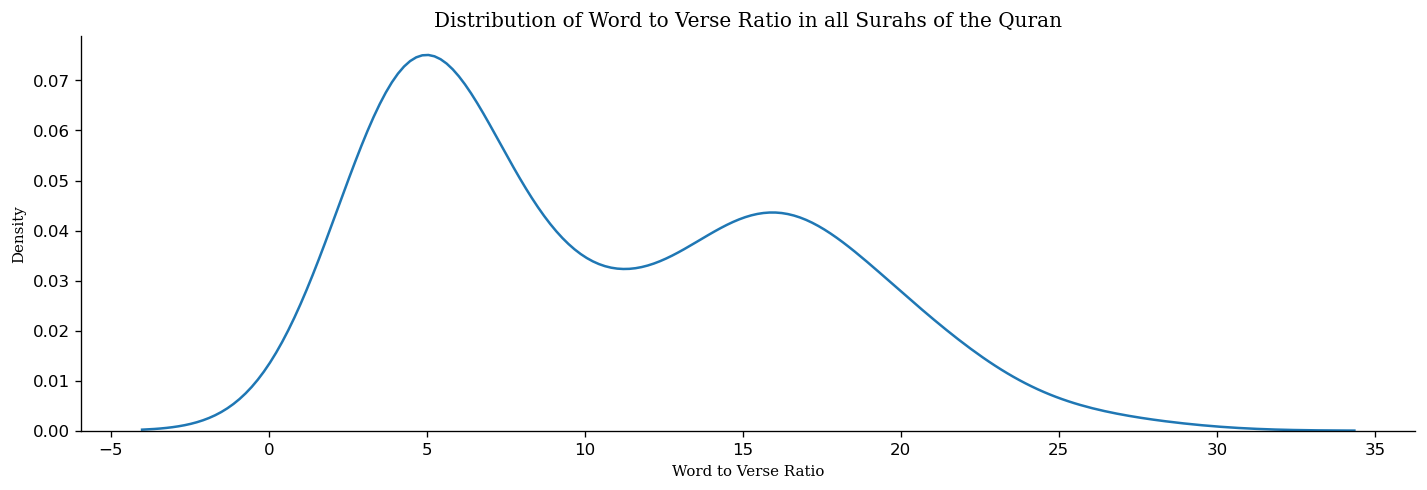 Distribution of Word to Verse Ratio in all Surahs of the Quran
0.07
0.06
0.05
0.04
0.03
0.02
0.01
0.00
Density
−5 0 5 10 15 20 25 30 35
Word to Verse Ratio